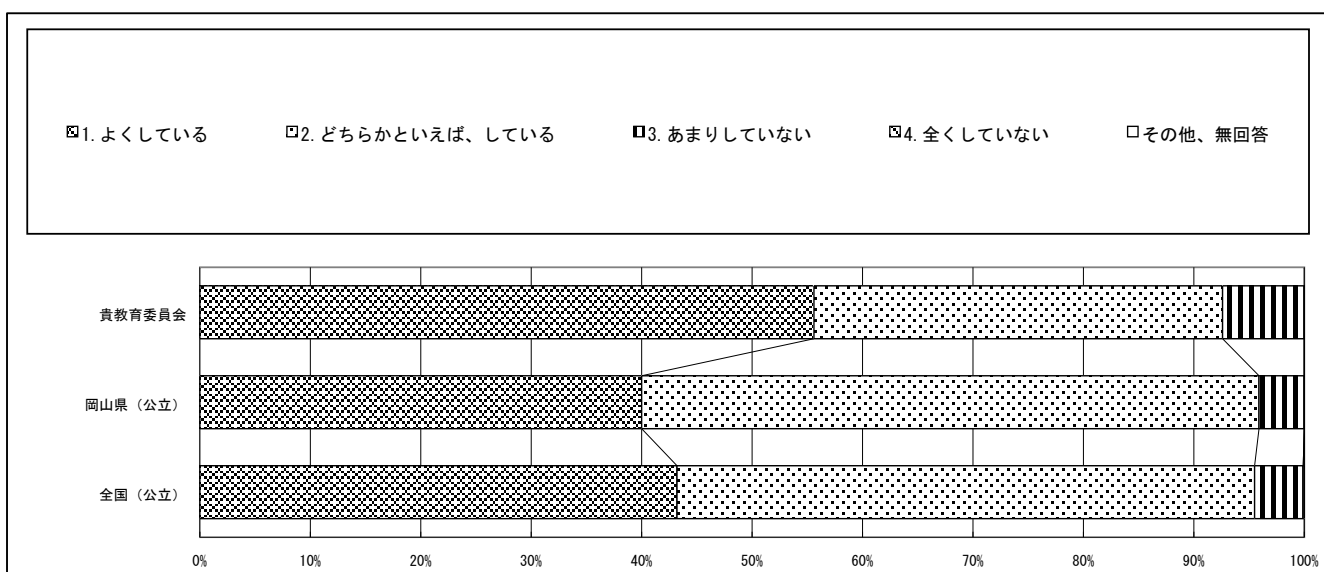 1. よくしている 2. どちらかといえば、している 3. あまりしていない 4. 全くしていない その他、無回答
貴教育委員会
岡山県（公立）
全国（公立）
0% 10% 20% 30% 40% 50% 60% 70% 80% 90% 100%